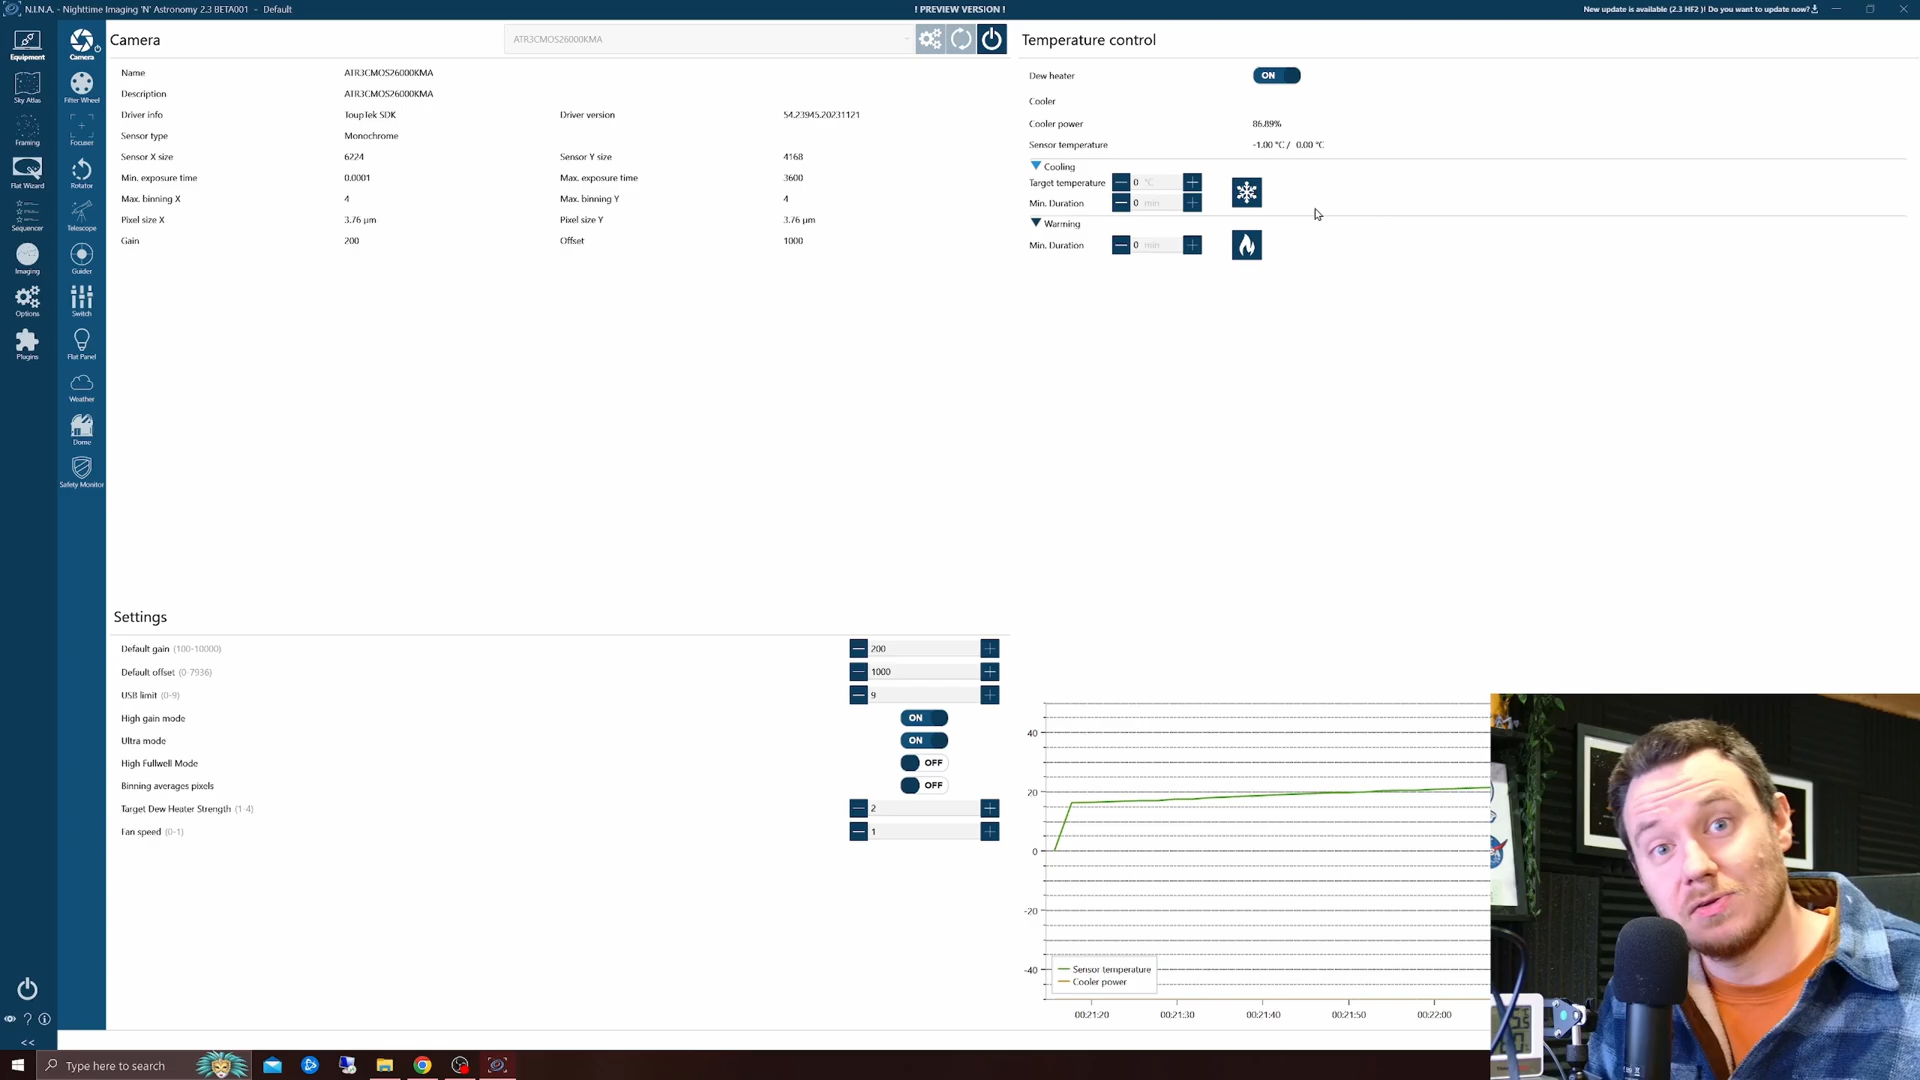 N.I.N.A. - Nighttime Imaging 'N' Astronomy 2.3 BETA001 - Default
! PREVIEW VERSION !
New update is available (2.3 HF2)! Do you want to update now?
Equipment
Sky Atlas
Framing
Flat Wizard
Sequencer
Imaging
Options
Plugins
<<
Camera
Filter Wheel
Focuser
Rotator
Telescope
Guider
Switch
Flat Panel
Weather
Dome
Safety Monitor
Camera
ATR3CMOS26000KMA
Name ATR3CMOS26000KMA
Description ATR3CMOS26000KMA
Driver info ToupTek SDK Driver version 54.23945.20231121
Sensor type Monochrome
Sensor X size 6224 Sensor Y size 4168
Min. exposure time 0.0001 Max. exposure time 3600
Max. binning X 4 Max. binning Y 4
Pixel size X 3.76 µm Pixel size Y 3.76 µm
Gain 200 Offset 1000
Settings
Default gain (100-10000) 200
Default offset (0-7936) 1000
USB limit (0-9) 9
High gain mode ON
Ultra mode ON
High Fullwell Mode OFF
Binning averages pixels OFF
Target Dew Heater Strength (1-4) 2
Fan speed (0-1) 1
Temperature control
Dew heater ON
Cooler
Cooler power 86.89%
Sensor temperature -1.00 °C / 0.00 °C
Cooling
Target temperature 0 °C
Min. Duration 0 min
Warming
Min. Duration 0 min
40
20
0
-20
-40
Sensor temperature
Cooler power
00:21:20 00:21:30 00:21:40 00:21:50 00:22:00
Type here to search